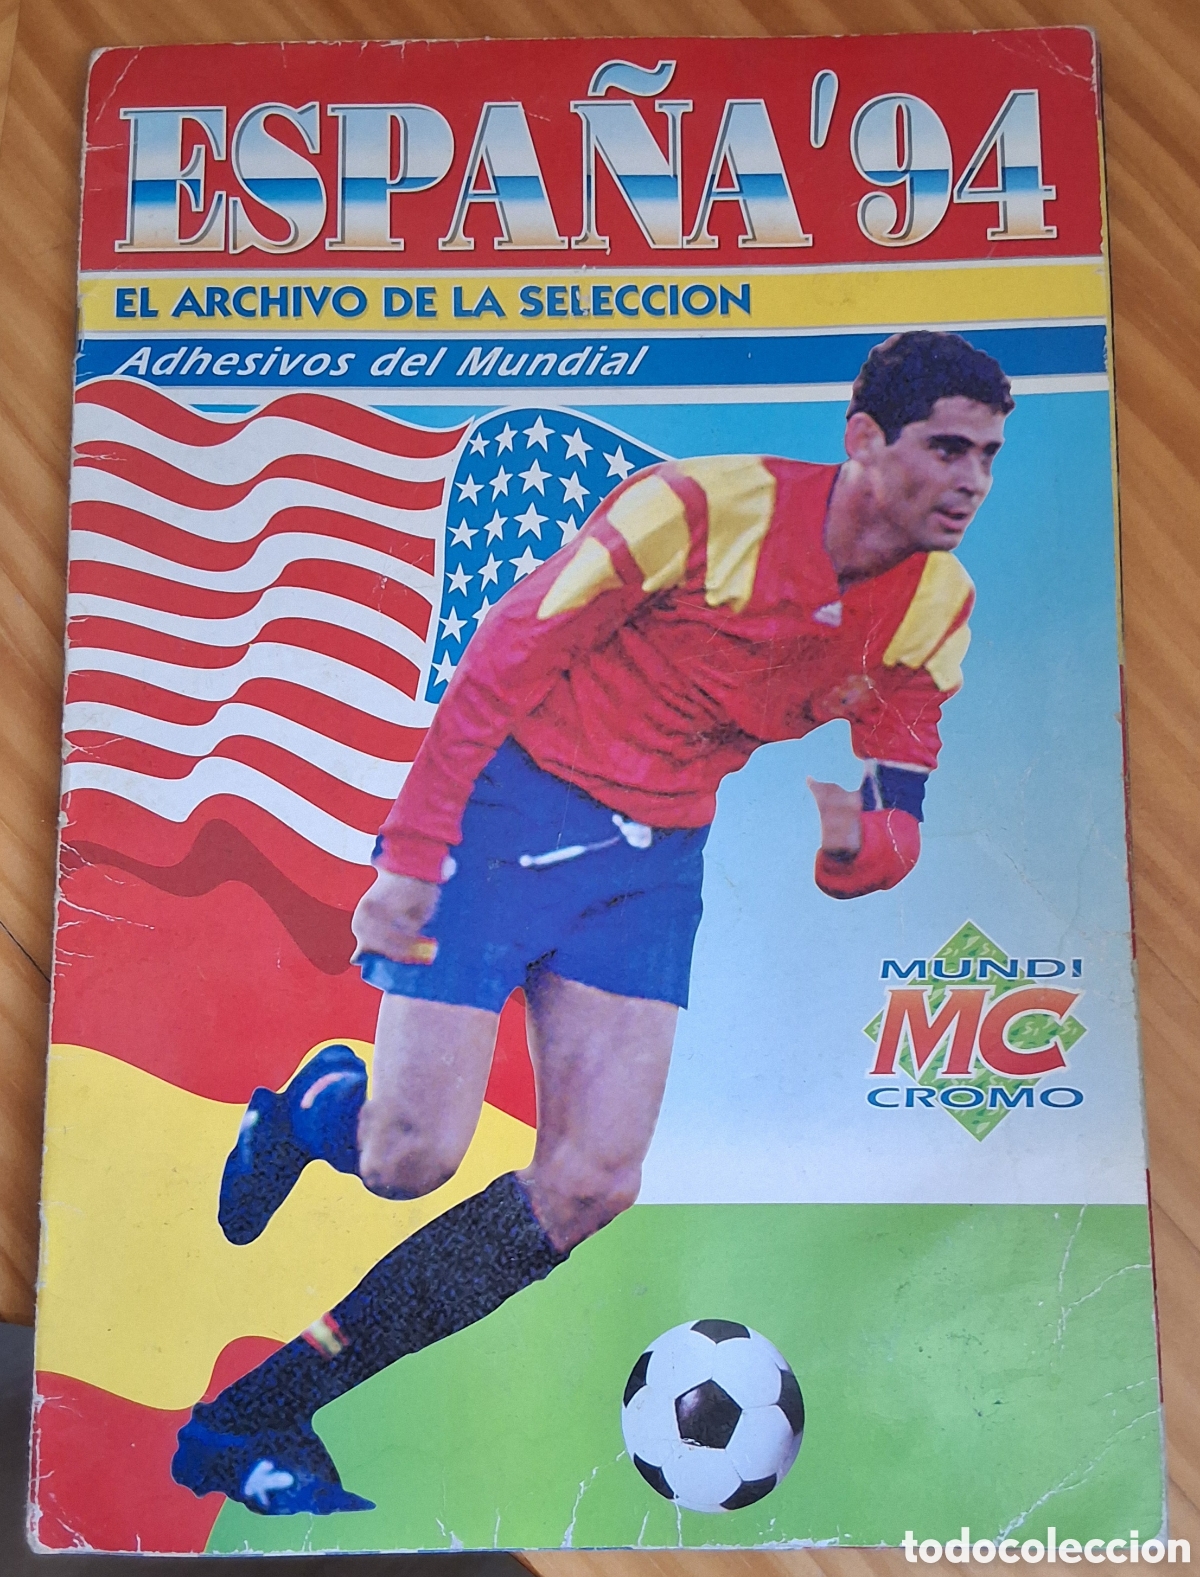 ESPAÑA '94
EL ARCHIVO DE LA SELECCION
Adhesivos del Mundial
MUNDI
MC
CROMO
todocoleccion